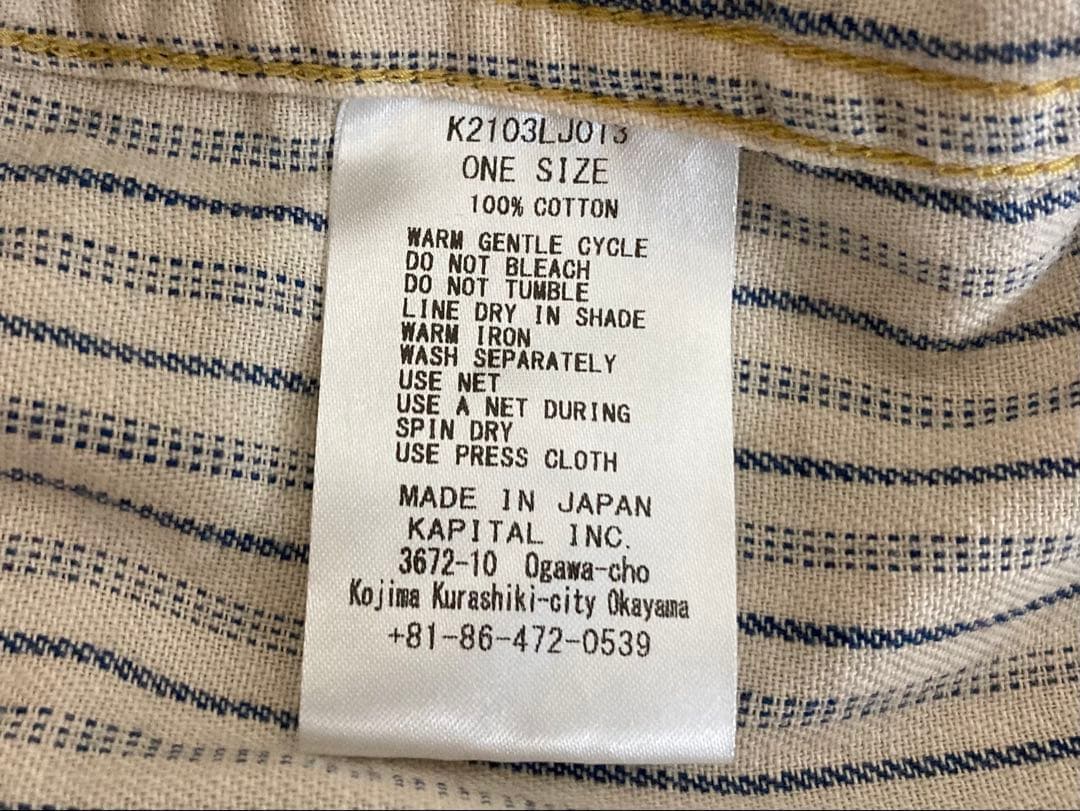 K2103LJ013
ONE SIZE
100% COTTON
WARM GENTLE CYCLE
DO NOT BLEACH
DO NOT TUMBLE
LINE DRY IN SHADE
WARM IRON
WASH SEPARATELY
USE NET
USE A NET DURING
SPIN DRY
USE PRESS CLOTH
MADE IN JAPAN
KAPITAL INC.
3672-10 Ogawa-cho
Kojima Kurashiki-city Okayama
+81-86-472-0539